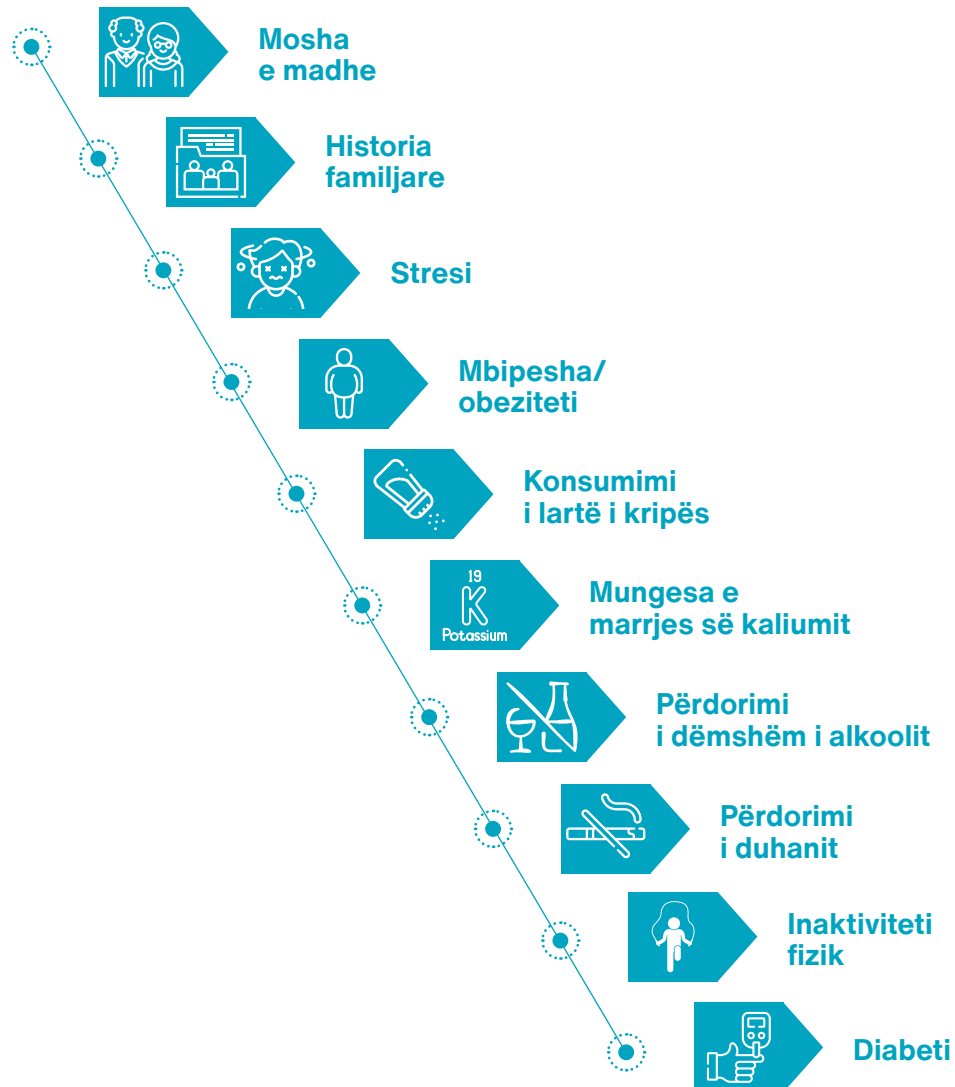 Mosha
e madhe
Historia
familjare
Stresi
Mbipesha/
obeziteti
Konsumimi
i lartë i kripës
19
K
Potassium
Mungesa e
marrjes së kaliumit
Përdorimi
i dëmshëm i alkoolit
Përdorimi
i duhanit
Inaktiviteti
fizik
Diabeti